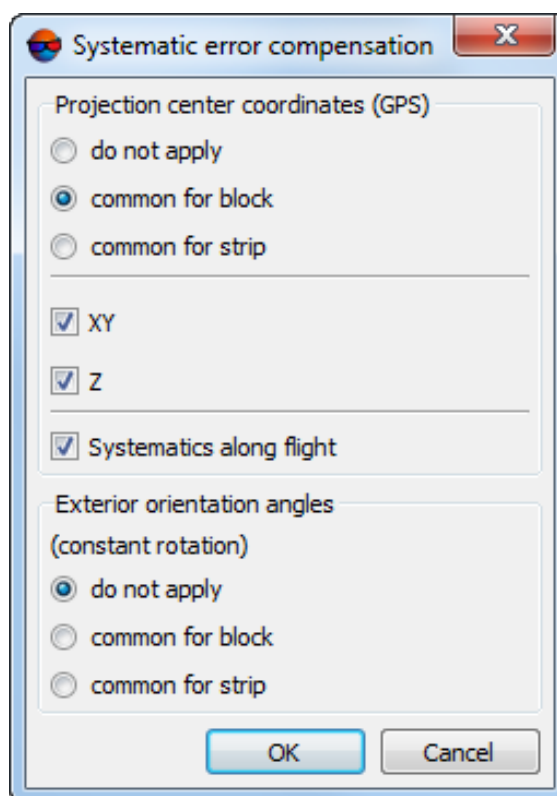 Systematic error compensation
Projection center coordinates (GPS)
do not apply
common for block
common for strip
XY
Z
Systematics along flight
Exterior orientation angles
(constant rotation)
do not apply
common for block
common for strip
OK
Cancel